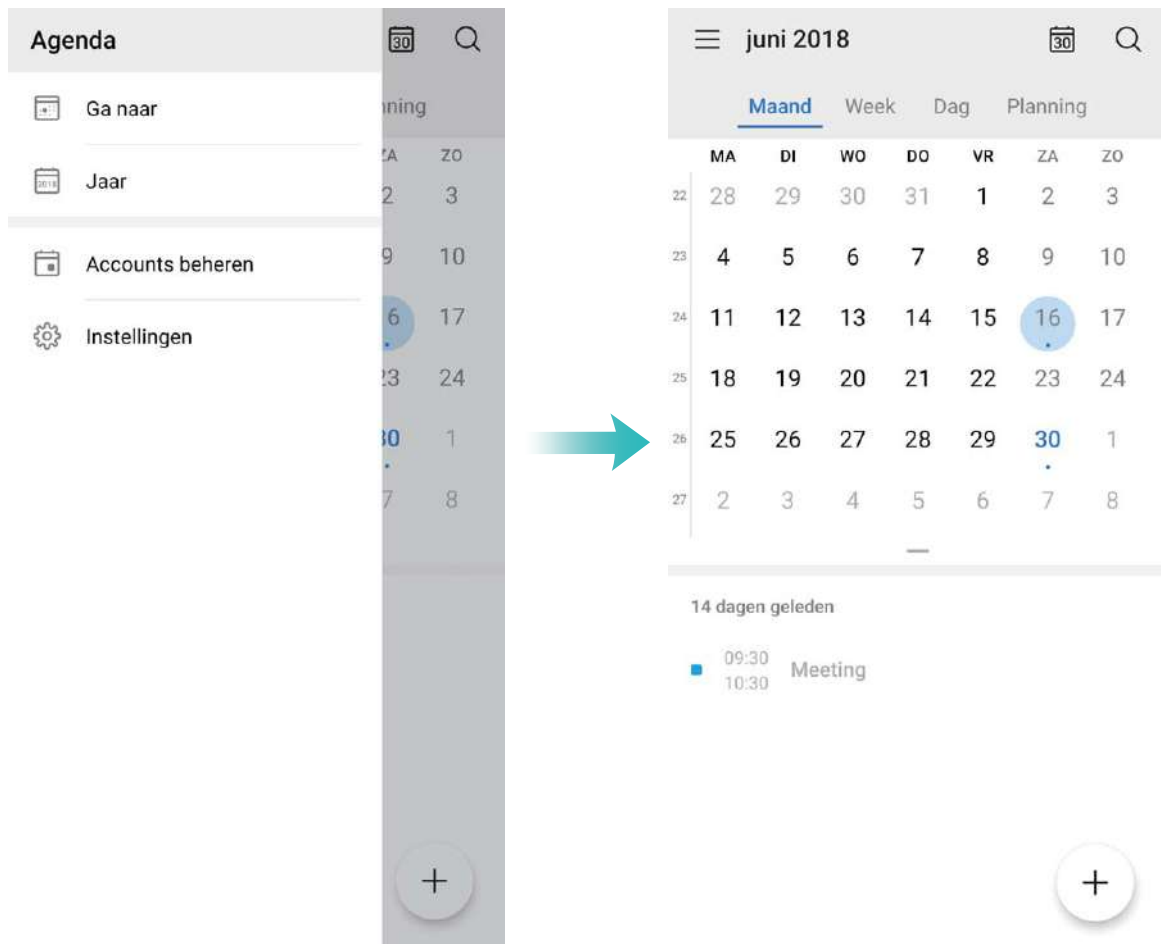 Agenda
30
Ga naar
2018
Jaar
Accounts beheren
Instellingen
nning
ZA ZO
2 3
9 10
6 17
23 24
30 1
7 8
+
juni 2018
30
Maand Week Dag Planning
MA DI WO DO VR ZA ZO
22 28 29 30 31 1 2 3
23 4 5 6 7 8 9 10
24 11 12 13 14 15 16 17
25 18 19 20 21 22 23 24
26 25 26 27 28 29 30 1
27 2 3 4 5 6 7 8
14 dagen geleden
09:30
10:30
Meeting
+